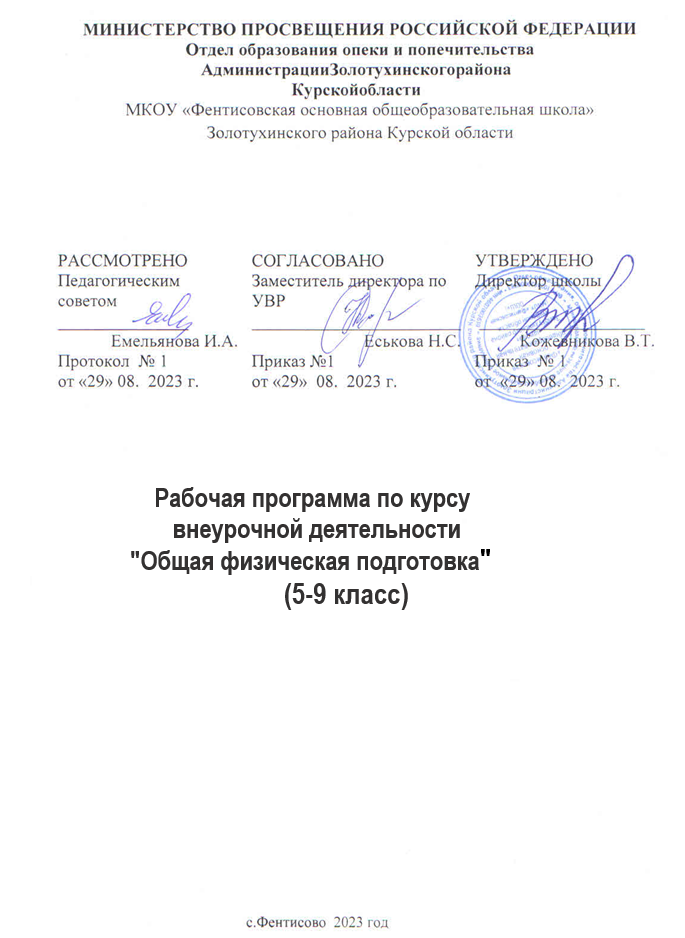 МИНИСТЕРСТВО ПРОСВЕЩЕНИЯ РОССИЙСКОЙ ФЕДЕРАЦИИ
Отдел образования опеки и попечительства
АдминистрацииЗолотухинскогорайона
Курскойобласти
МКОУ «Фентисовская основная общеобразовательная школа»
Золотухинского района Курской области
РАССМОТРЕНО
Педагогическим
советом
Емельянова И.А.
Протокол № 1
от «29» 08. 2023 г.
СОГЛАСОВАНО
Заместитель директора по
УВР
Еськова Н.С.
Приказ №1
от «29» 08. 2023 г.
УТВЕРЖДЕНО
Директор школы
Кожевникова В.Т.
Приказ № 1
от «29» 08. 2023 г.
Рабочая программа по курсу
внеурочной деятельности
"Общая физическая подготовка"
(5-9 класс)
с.Фентисово 2023 год